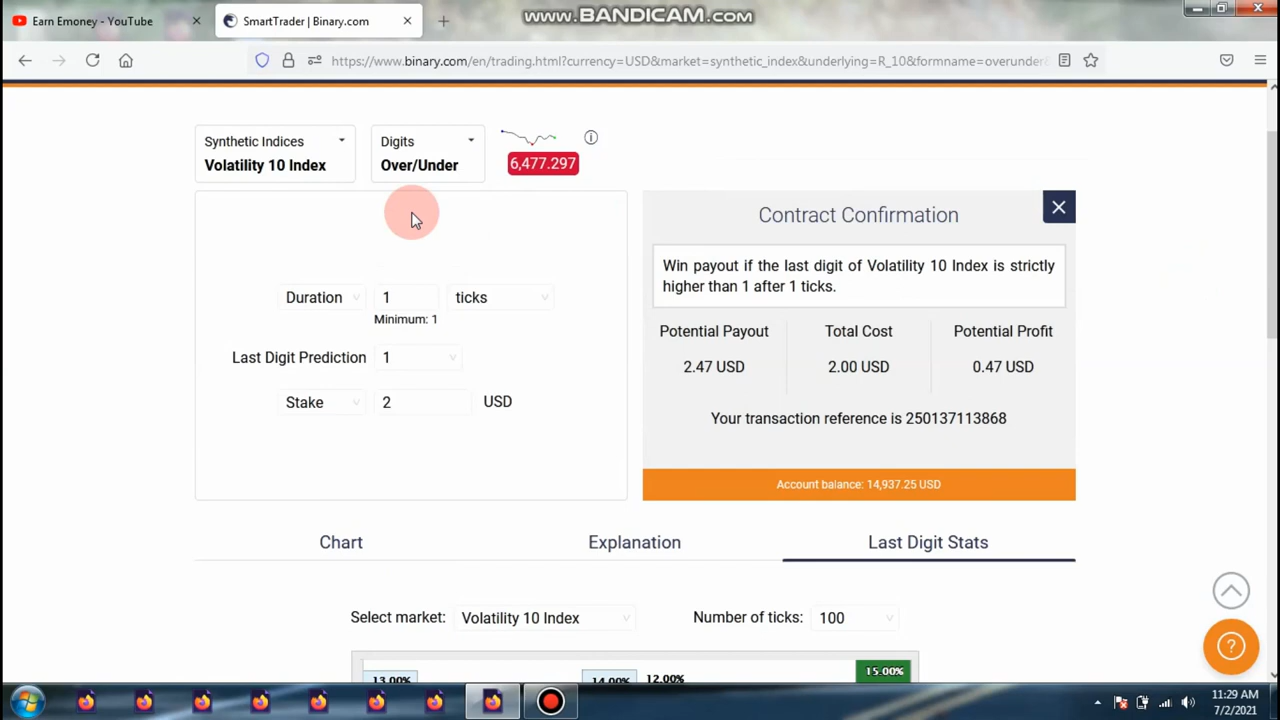 Earn Emoney - YouTube
SmartTrader | Binary.com
www.BANDICAM.com
https://www.binary.com/en/trading.html?currency=USD&market=synthetic_index&underlying=R_10&formname=overunder
Synthetic Indices
Volatility 10 Index
Digits
Over/Under
6,477.297
Duration 1 ticks
Minimum: 1
Last Digit Prediction 1
Stake 2 USD
Contract Confirmation
Win payout if the last digit of Volatility 10 Index is strictly
higher than 1 after 1 ticks.
Potential Payout Total Cost Potential Profit
2.47 USD 2.00 USD 0.47 USD
Your transaction reference is 250137113868
Account balance: 14,937.25 USD
Chart Explanation Last Digit Stats
Select market: Volatility 10 Index Number of ticks: 100
13.00% 14.00% 12.00% 15.00%
11:29 AM
7/2/2021